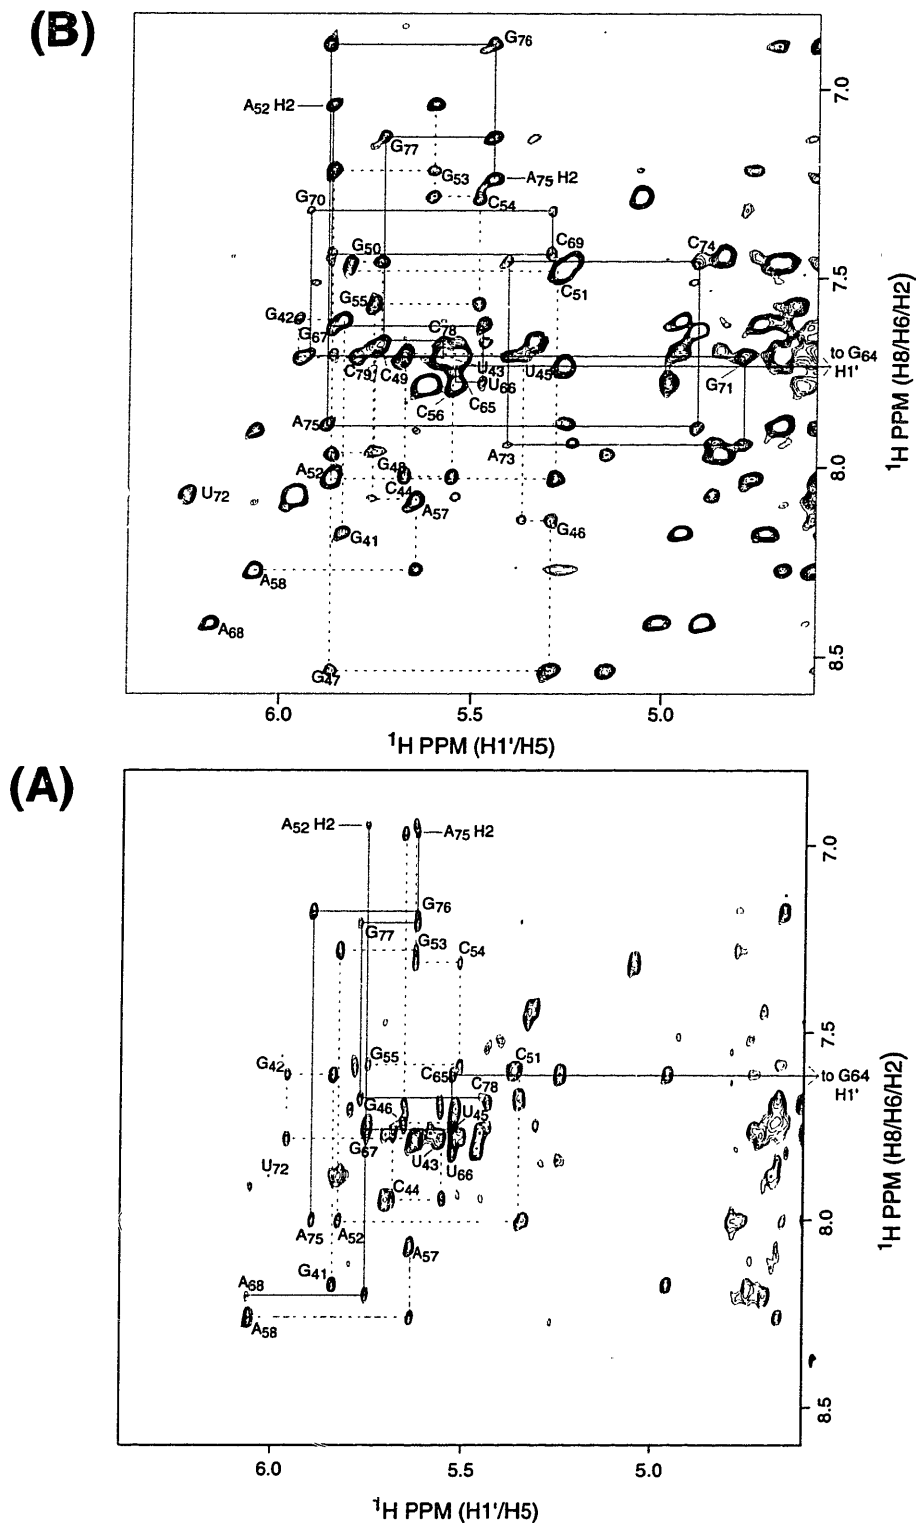 (B)
G76
A52 H2
G77
G53
A75 H2
G70
C54
G50
C69
C74
C51
G55
G42
G67
C78
C79
C49
U43
U66
U45
G71
to G64
H1'
C56
C65
A75
A73
A52
G48
C44
U72
A57
G41
G46
A58
A68
G47
7.0
7.5
8.0
8.5
¹H PPM (H8/H6/H2)
6.0 5.5 5.0
¹H PPM (H1'/H5)
(A)
A52 H2
A75 H2
G76
G77
G53
C54
G55
C51
G42
C65
C78
to G64
H1'
G46
U45
G67
U43
U66
U72
C44
A75
A52
A57
G41
A68
A58
7.0
7.5
8.0
8.5
¹H PPM (H8/H6/H2)
6.0 5.5 5.0
¹H PPM (H1'/H5)